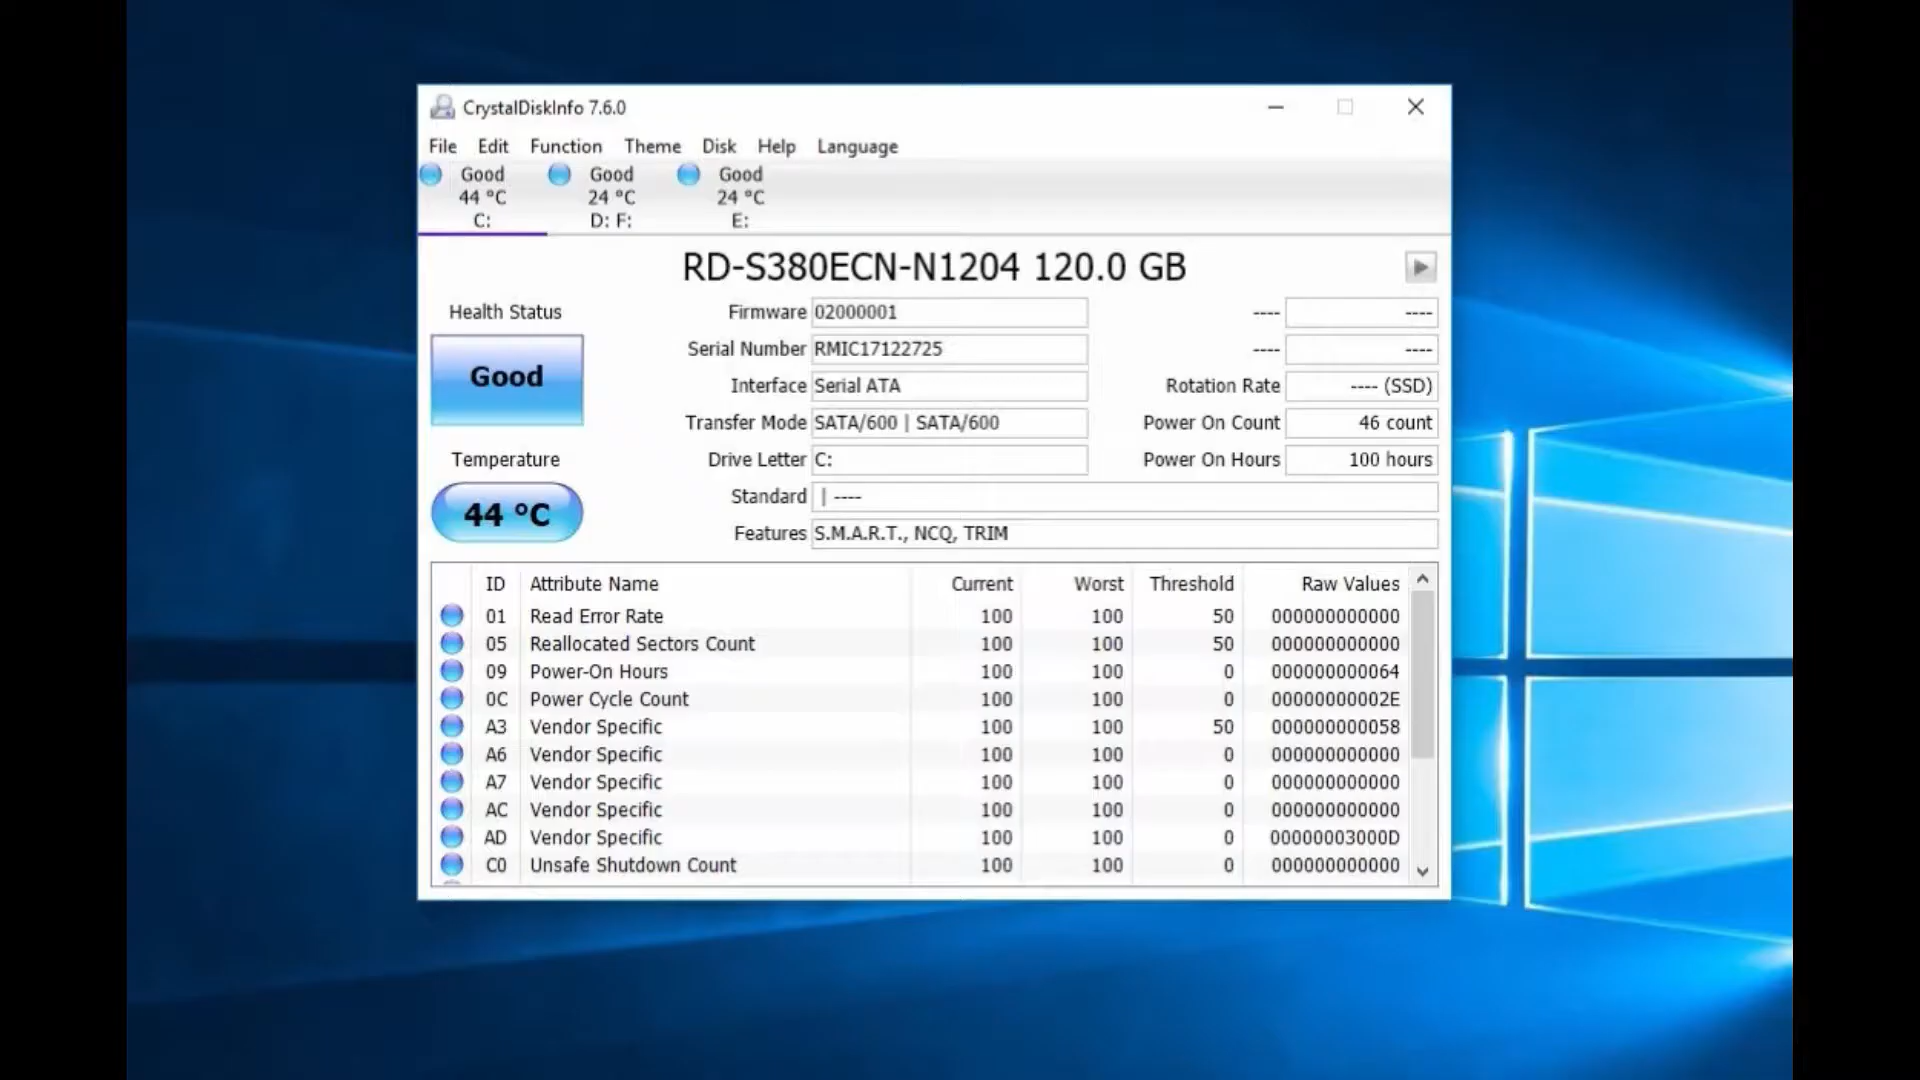 CrystalDiskInfo 7.6.0
File Edit Function Theme Disk Help Language
Good Good Good
44 °C 24 °C 24 °C
C: D: F: E:
RD-S380ECN-N1204 120.0 GB
Health Status Firmware 02000001 ---- ----
Good Serial Number RMIC17122725 ---- ----
Interface Serial ATA Rotation Rate ---- (SSD)
Transfer Mode SATA/600 | SATA/600 Power On Count 46 count
Temperature Drive Letter C: Power On Hours 100 hours
44 °C Standard | ----
Features S.M.A.R.T., NCQ, TRIM
ID Attribute Name Current Worst Threshold Raw Values
01 Read Error Rate 100 100 50 000000000000
05 Reallocated Sectors Count 100 100 50 000000000000
09 Power-On Hours 100 100 0 000000000064
0C Power Cycle Count 100 100 0 00000000002E
A3 Vendor Specific 100 100 50 000000000058
A6 Vendor Specific 100 100 0 000000000000
A7 Vendor Specific 100 100 0 000000000000
AC Vendor Specific 100 100 0 000000000000
AD Vendor Specific 100 100 0 00000003000D
C0 Unsafe Shutdown Count 100 100 0 000000000000